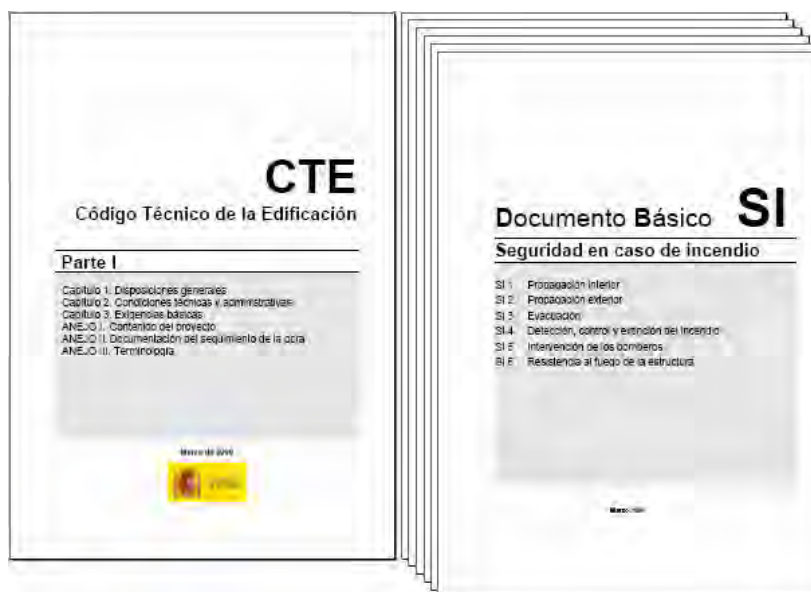 CTE
Código Técnico de la Edificación
Parte I
Capítulo 1. Disposiciones generales
Capítulo 2. Condiciones técnicas y administrativas
Capítulo 3. Exigencias básicas
ANEJO I. Contenido del proyecto
ANEJO II. Documentación del seguimiento de la obra
ANEJO III. Terminología
Marzo de
Documento Básico SI
Seguridad en caso de incendio
SI 1 Propagación interior
SI 2 Propagación exterior
SI 3 Evacuación
SI 4 Detección, control y extinción del incendio
SI 5 Intervención de los bomberos
SI 6 Resistencia al fuego de la estructura
Marzo